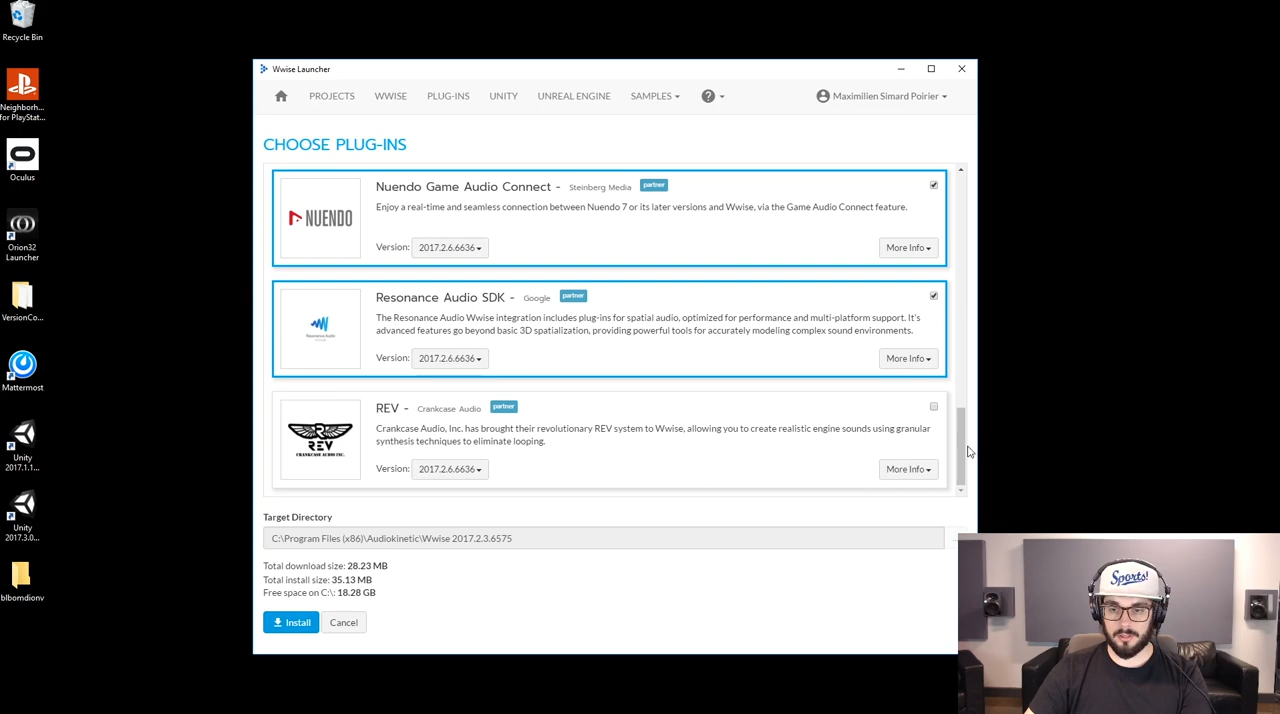 Recycle Bin
Neighborh...
for PlayStat...
Oculus
Orion32
Launcher
VersionCo...
Mattermost
Unity
2017.1.1...
Unity
2017.3.0...
blbomdionv
Wwise Launcher
PROJECTS WWISE PLUG-INS UNITY UNREAL ENGINE SAMPLES ? Maximilien Simard Poirier
CHOOSE PLUG-INS
NUENDO
Nuendo Game Audio Connect - Steinberg Media partner
Enjoy a real-time and seamless connection between Nuendo 7 or its later versions and Wwise, via the Game Audio Connect feature.
Version: 2017.2.6.6636 More Info
Resonance Audio
Resonance Audio SDK - Google partner
The Resonance Audio Wwise integration includes plug-ins for spatial audio, optimized for performance and multi-platform support. It's
advanced features go beyond basic 3D spatialization, providing powerful tools for accurately modeling complex sound environments.
Version: 2017.2.6.6636 More Info
REV
CRANKCASE AUDIO INC.
REV - Crankcase Audio partner
Crankcase Audio, Inc. has brought their revolutionary REV system to Wwise, allowing you to create realistic engine sounds using granular
synthesis techniques to eliminate looping.
Version: 2017.2.6.6636 More Info
Target Directory
C:\Program Files (x86)\Audiokinetic\Wwise 2017.2.3.6575
Total download size: 28.23 MB
Total install size: 35.13 MB
Free space on C:\: 18.28 GB
Install Cancel
Sports!